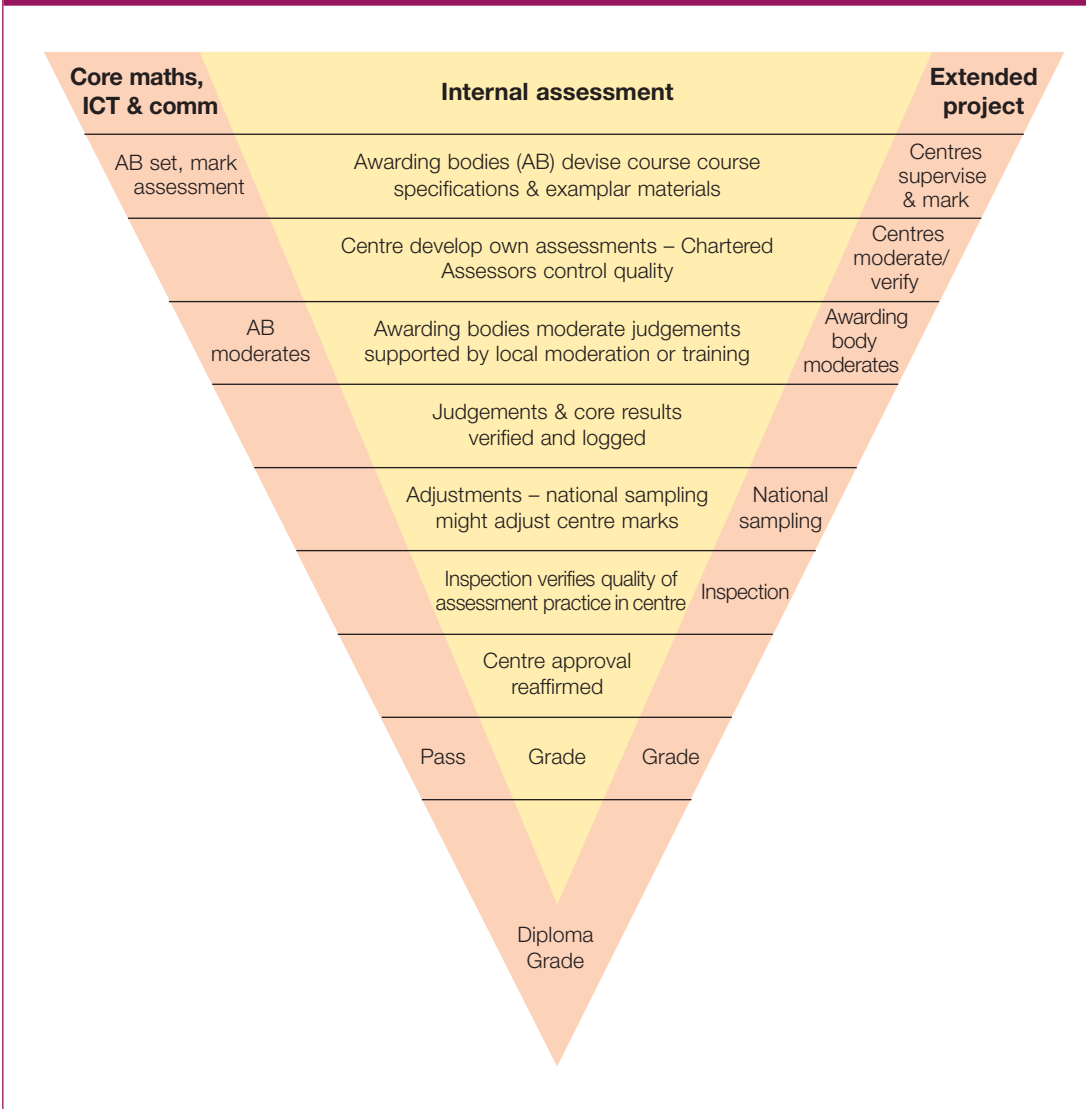 Core maths,
ICT & comm
Internal assessment
Extended
project
AB set, mark
assessment
Awarding bodies (AB) devise course course
specifications & examplar materials
Centres
supervise
& mark
Centre develop own assessments – Chartered
Assessors control quality
Centres
moderate/
verify
AB
moderates
Awarding bodies moderate judgements
supported by local moderation or training
Awarding
body
moderates
Judgements & core results
verified and logged
Adjustments – national sampling
might adjust centre marks
National
sampling
Inspection verifies quality of
assessment practice in centre
Inspection
Centre approval
reaffirmed
Pass
Grade
Grade
Diploma
Grade